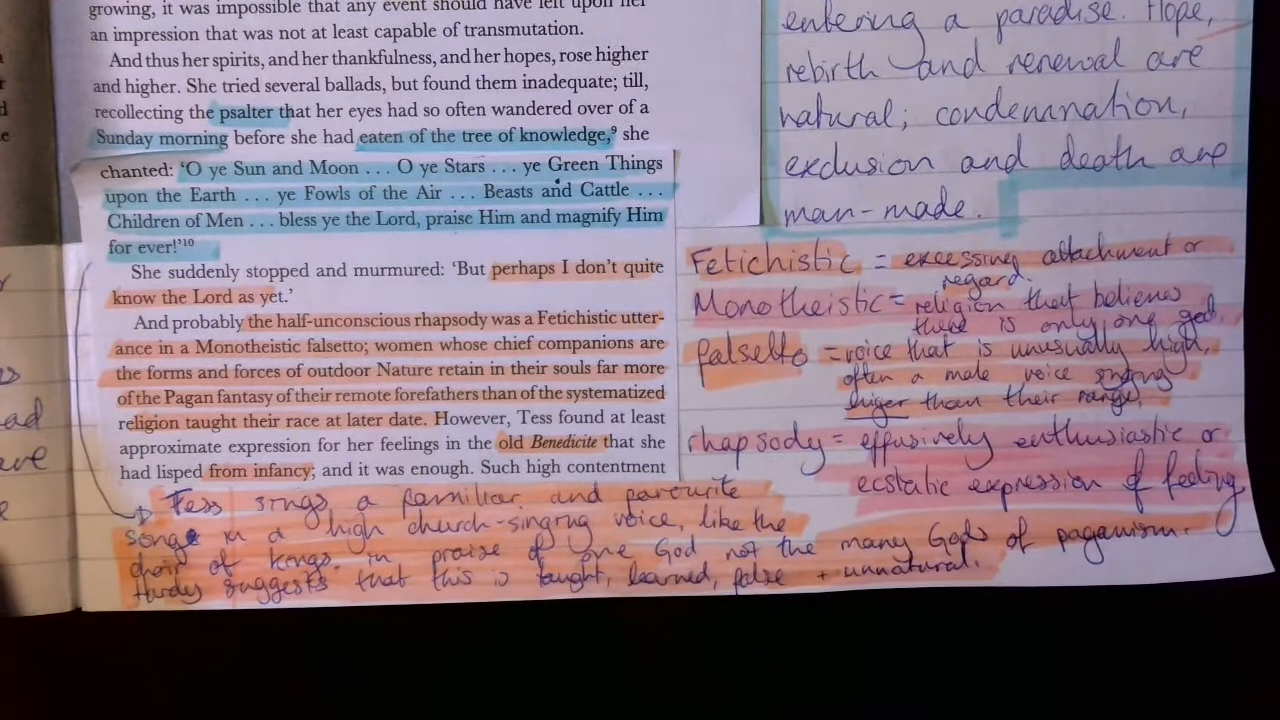 growing, it was impossible that any event should have left upon her
an impression that was not at least capable of transmutation.
And thus her spirits, and her thankfulness, and her hopes, rose higher
and higher. She tried several ballads, but found them inadequate; till,
recollecting the psalter that her eyes had so often wandered over of a
Sunday morning before she had eaten of the tree of knowledge,⁹ she
chanted: ‘O ye Sun and Moon . . . O ye Stars . . . ye Green Things
upon the Earth . . . ye Fowls of the Air . . . Beasts and Cattle . . .
Children of Men . . . bless ye the Lord, praise Him and magnify Him
for ever!’¹⁰
She suddenly stopped and murmured: ‘But perhaps I don’t quite
know the Lord as yet.’
And probably the half-unconscious rhapsody was a Fetichistic utter-
ance in a Monotheistic falsetto; women whose chief companions are
the forms and forces of outdoor Nature retain in their souls far more
of the Pagan fantasy of their remote forefathers than of the systematized
religion taught their race at later date. However, Tess found at least
approximate expression for her feelings in the old Benedicite that she
had lisped from infancy; and it was enough. Such high contentment
entering a paradise. Hope,
rebirth and renewal are
natural; condemnation,
exclusion and death are
man-made.
Fetichistic = excessing attachment or
regard.
Monotheistic = religion that believes
there is only one god.
falsetto = voice that is unusually high,
often a male voice singing
higer than their range.
rhapsody = effusively enthusiastic or
ecstatic expression of feeling
Tess sings a familiar and favourite
song in a high church-singing voice, like the
choir of kings, in praise of one God not the many Gods of paganism.
Hardy suggests that this is taught, learned, false + unnatural.
ad
ave